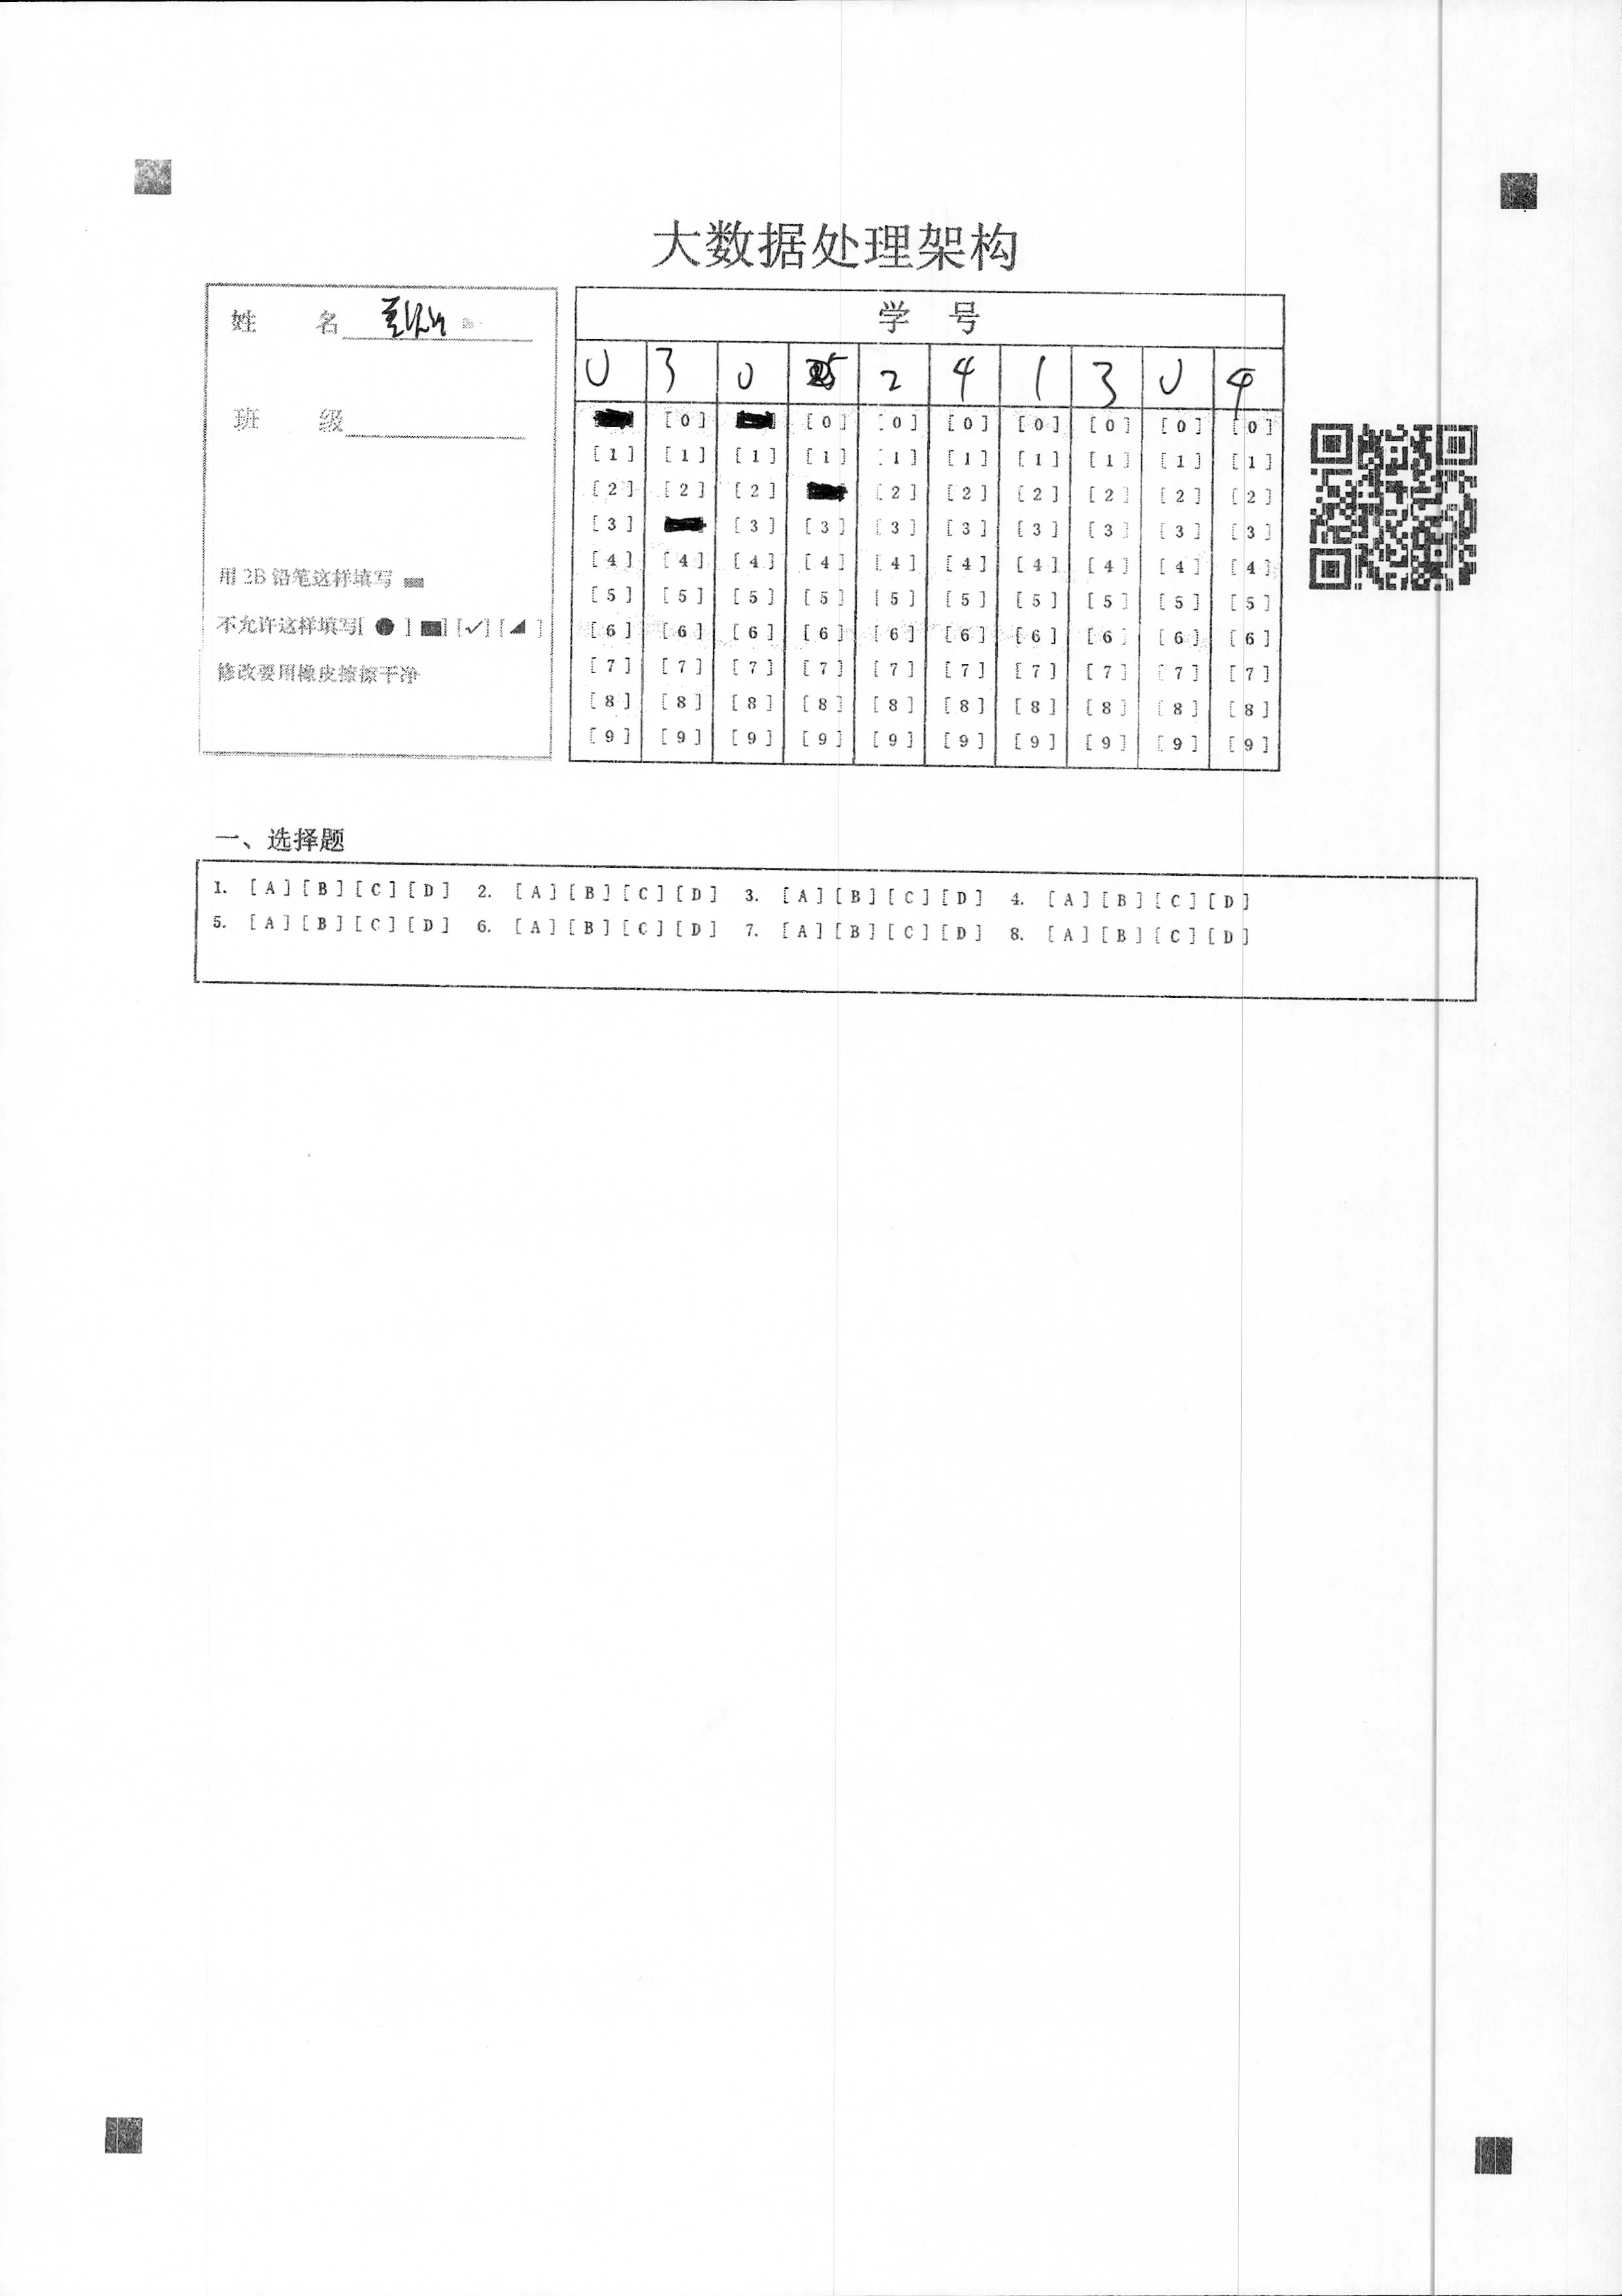 大数据处理架构
姓 名
班 级
用 2B 铅笔这样填写
不允许这样填写[ ● ] [■] [✓] [◢ ]
修改要用橡皮擦擦干净
学 号
0 3 0 2 4 1 3 0 4
[0] [0] [0] [0] [0] [0] [0] [0]
[1] [1] [1] [1] [1] [1] [1] [1] [1] [1]
[2] [2] [2] [2] [2] [2] [2] [2] [2]
[3] [3] [3] [3] [3] [3] [3] [3] [3]
[4] [4] [4] [4] [4] [4] [4] [4] [4] [4]
[5] [5] [5] [5] [5] [5] [5] [5] [5] [5]
[6] [6] [6] [6] [6] [6] [6] [6] [6] [6]
[7] [7] [7] [7] [7] [7] [7] [7] [7] [7]
[8] [8] [8] [8] [8] [8] [8] [8] [8] [8]
[9] [9] [9] [9] [9] [9] [9] [9] [9] [9]
一、选择题
1. [A] [B] [C] [D] 2. [A] [B] [C] [D] 3. [A] [B] [C] [D] 4. [A] [B] [C] [D]
5. [A] [B] [C] [D] 6. [A] [B] [C] [D] 7. [A] [B] [C] [D] 8. [A] [B] [C] [D]